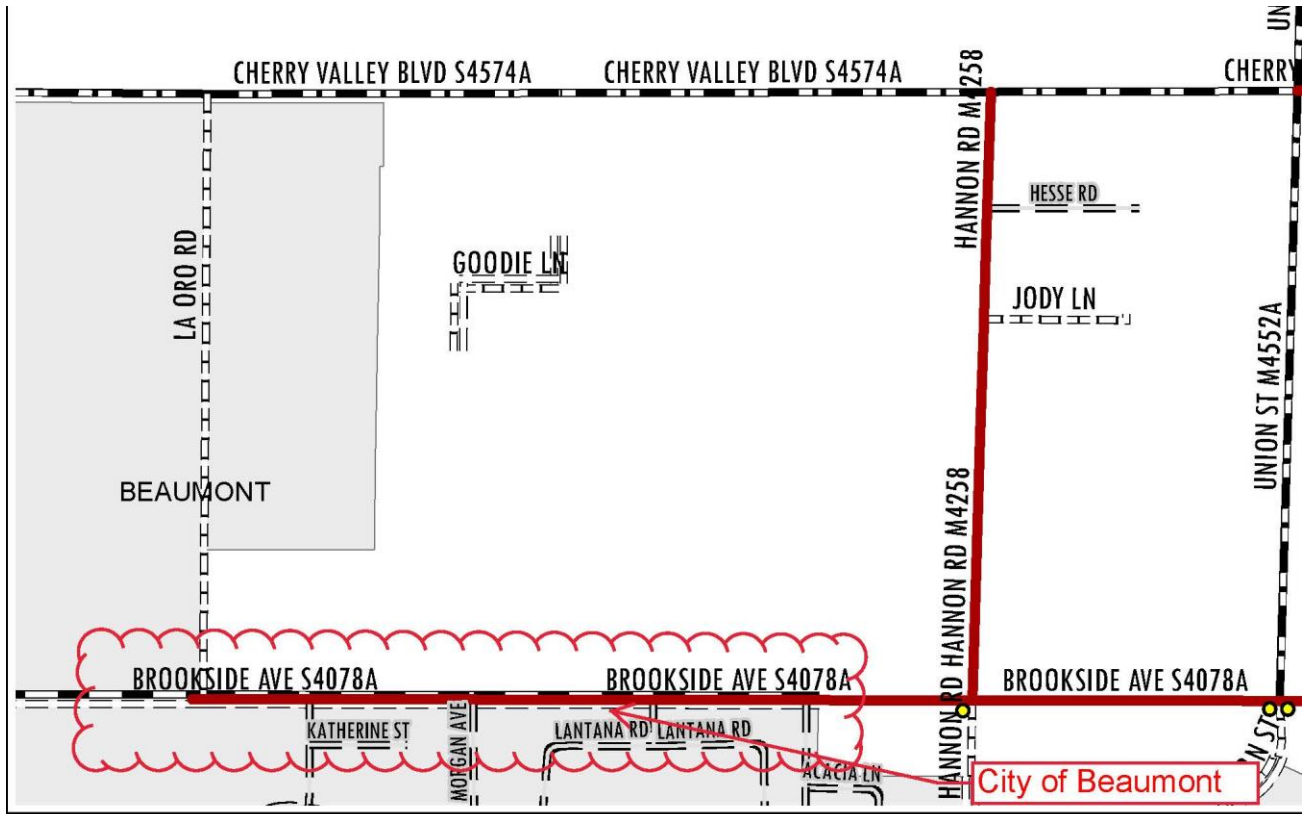 UN
CHERRY VALLEY BLVD S4574A
CHERRY VALLEY BLVD S4574A
CHERRY
HANNON RD M4258
HESSE RD
LA ORO RD
GOODIE LN
JODY LN
UNION ST M4552A
BEAUMONT
HANNON RD M4258
HANNON RD
BROOKSIDE AVE S4078A
BROOKSIDE AVE S4078A
BROOKSIDE AVE S4078A
KATHERINE ST
MORGAN AVE
LANTANA RD
LANTANA RD
ACACIA LN
N ST
City of Beaumont